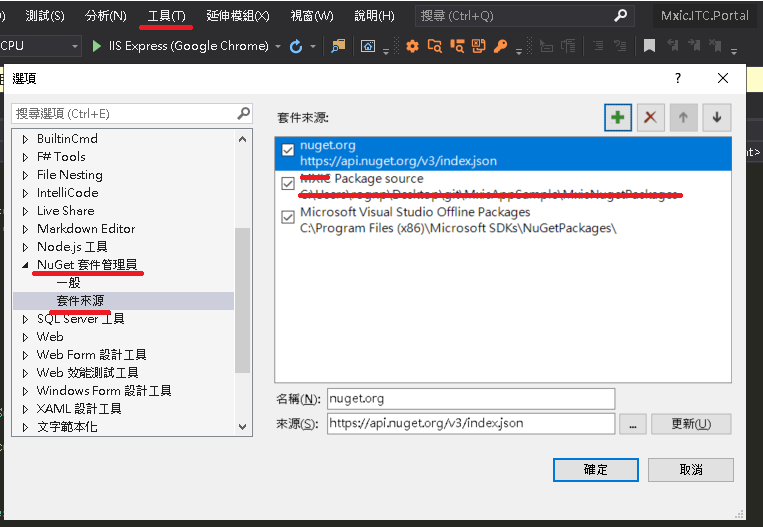 測試(S) 分析(N) 工具(T) 延伸模組(X) 視窗(W) 說明(H) 搜尋 (Ctrl+Q) Mxic.ITC.Portal
CPU IIS Express (Google Chrome)
選項 ? ×
搜尋選項 (Ctrl+E)
BuiltinCmd
F# Tools
File Nesting
IntelliCode
Live Share
Markdown Editor
Node.js 工具
NuGet 套件管理員
一般
套件來源
SQL Server 工具
Web
Web Form 設計工具
Web 效能測試工具
Windows Form 設計工具
XAML 設計工具
文字範本化
套件來源:
nuget.org
https://api.nuget.org/v3/index.json
Package source
Microsoft Visual Studio Offline Packages
C:\Program Files (x86)\Microsoft SDKs\NuGetPackages\
名稱(N): nuget.org
來源(S): https://api.nuget.org/v3/index.json ... 更新(U)
確定 取消